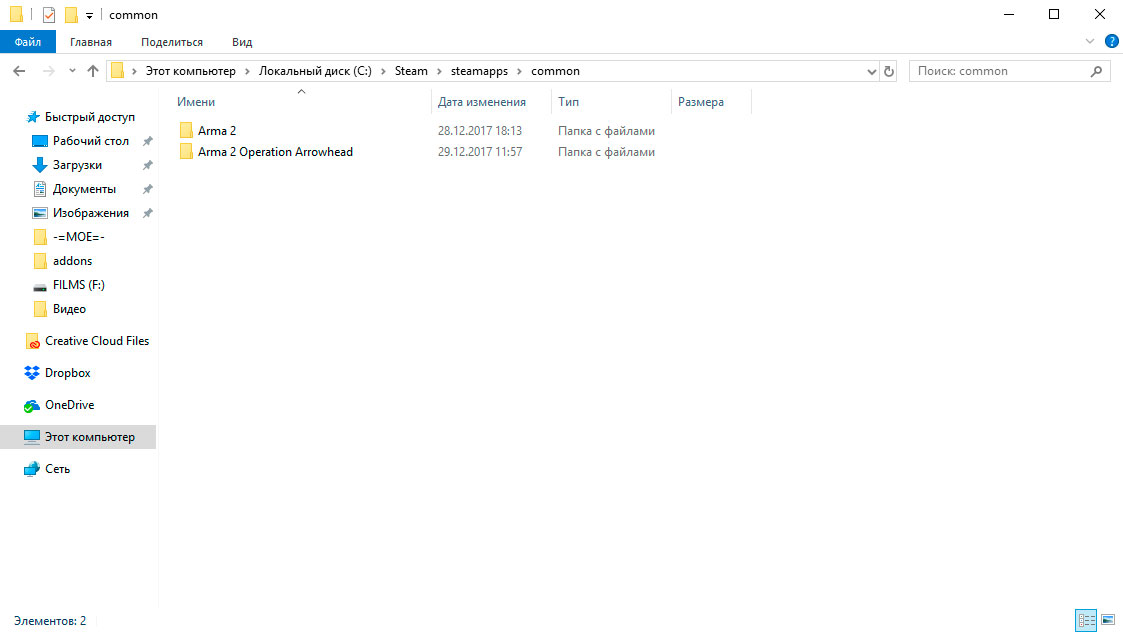 common
Файл Главная Поделиться Вид
Этот компьютер Локальный диск (C:) Steam steamapps common
Поиск: common
Имени Дата изменения Тип Размера
Arma 2 28.12.2017 18:13 Папка с файлами
Arma 2 Operation Arrowhead 29.12.2017 11:57 Папка с файлами
Быстрый доступ
Рабочий стол
Загрузки
Документы
Изображения
-=MOE=-
addons
FILMS (F:)
Видео
Creative Cloud Files
Dropbox
OneDrive
Этот компьютер
Сеть
Элементов: 2